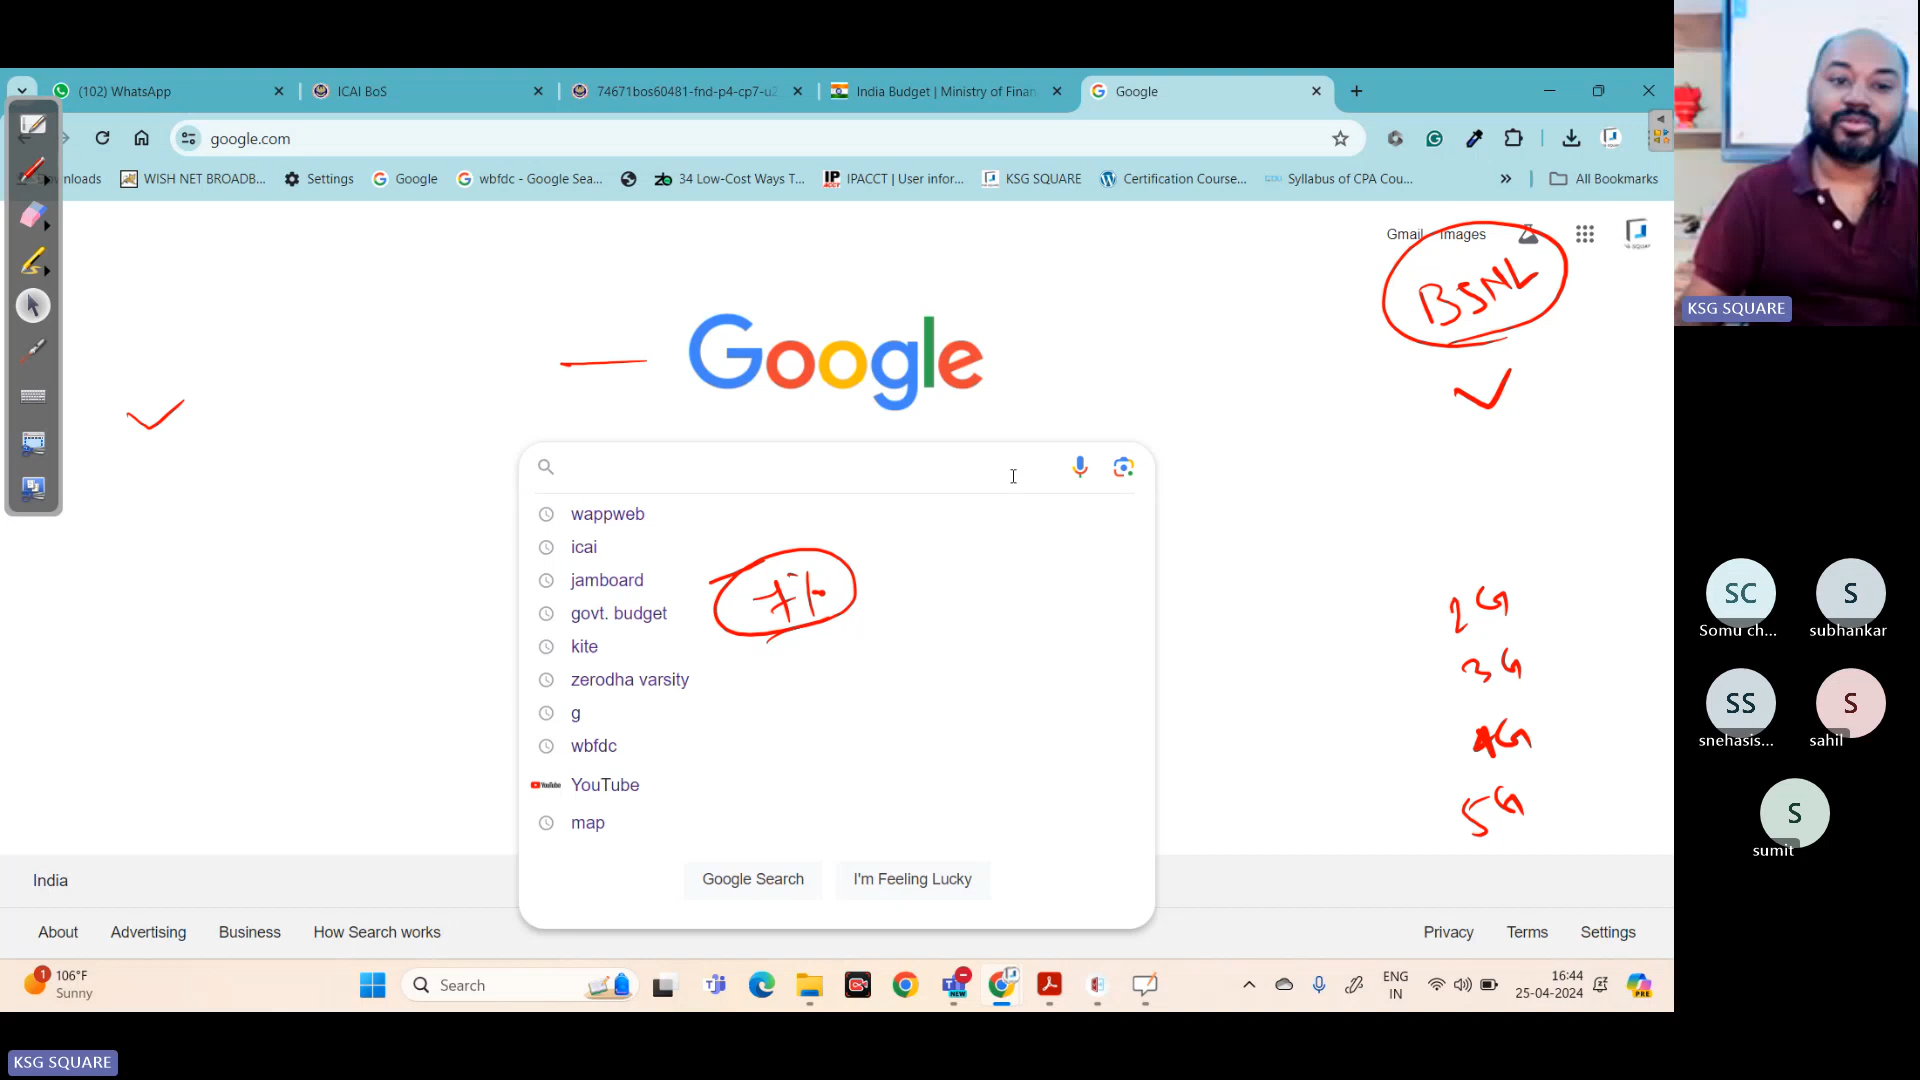 (102) WhatsApp
ICAI BoS
74671bos60481-fnd-p4-cp7-u2
India Budget | Ministry of Finan
Google
google.com
wnloads
WISH NET BROADB...
Settings
Google
wbfdc - Google Sea...
34 Low-Cost Ways T...
IPACCT | User infor...
KSG SQUARE
Certification Course...
Syllabus of CPA Cou...
All Bookmarks
Gmail
Images
BSNL
KSG SQUARE
Google
wappweb
icai
jamboard
govt. budget
kite
zerodha varsity
g
wbfdc
YouTube
map
2G
3G
4G
5G
Somu ch...
subhankar
snehasis...
sahil
sumit
SC
S
SS
S
S
Google Search
I'm Feeling Lucky
India
About
Advertising
Business
How Search works
Privacy
Terms
Settings
106°F
Sunny
Search
ENG
IN
16:44
25-04-2024
KSG SQUARE